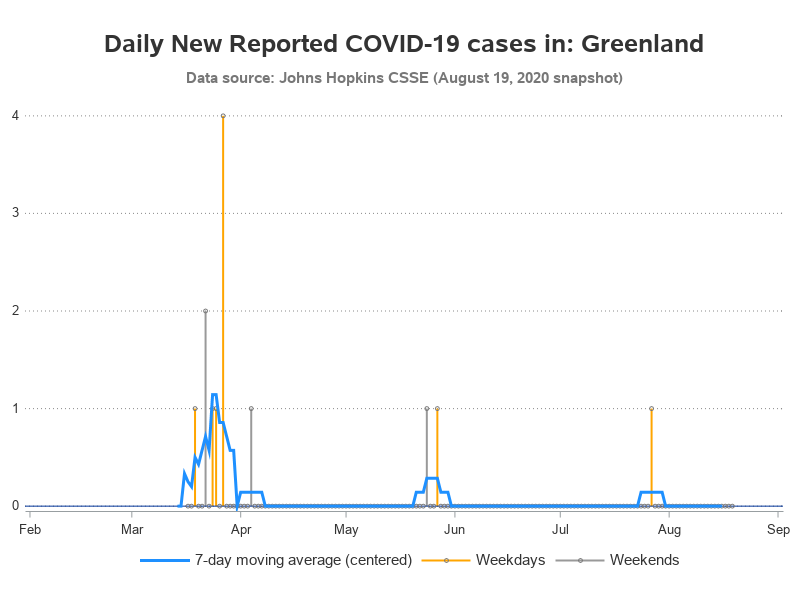 Daily New Reported COVID-19 cases in: Greenland
Data source: Johns Hopkins CSSE (August 19, 2020 snapshot)
4
3
2
1
0
Feb Mar Apr May Jun Jul Aug Sep
7-day moving average (centered) Weekdays Weekends